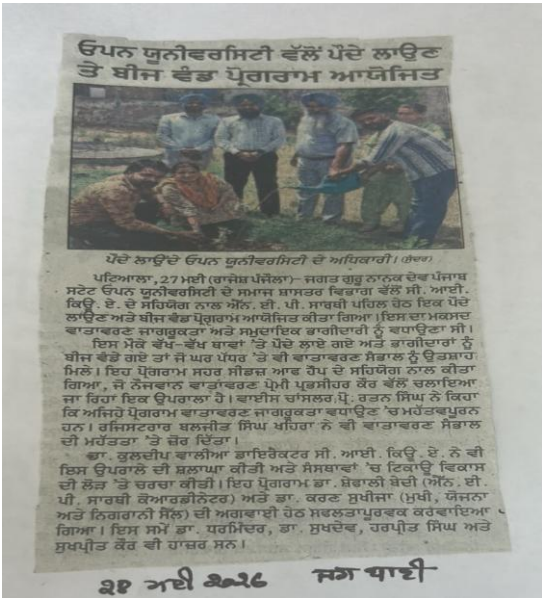 ਓਪਨ ਯੂਨੀਵਰਸਿਟੀ ਵੱਲੋਂ ਪੌਦੇ ਲਾਉਣ
ਤੇ ਬੀਜ ਵੰਡ ਪ੍ਰੋਗਰਾਮ ਆਯੋਜਿਤ
ਪੌਦੇ ਲਾਉਂਦੇ ਓਪਨ ਯੂਨੀਵਰਸਿਟੀ ਦੇ ਅਧਿਕਾਰੀ।
ਪਟਿਆਲਾ, 27 ਮਈ (ਰਾਜੇਸ਼ ਪੰਜੌਲਾ)- ਜਗਤ ਗੁਰੂ ਨਾਨਕ ਦੇਵ ਪੰਜਾਬ
ਸਟੇਟ ਓਪਨ ਯੂਨੀਵਰਸਿਟੀ ਦੇ ਸਮਾਜ ਸ਼ਾਸਤਰ ਵਿਭਾਗ ਵੱਲੋਂ ਸੀ. ਆਈ.
ਕਿਊ. ਏ. ਦੇ ਸਹਿਯੋਗ ਨਾਲ ਐੱਨ. ਈ. ਪੀ. ਸਾਰਥੀ ਪਹਿਲ ਹੇਠ ਇਕ ਪੌਦੇ
ਲਾਉਣ ਅਤੇ ਬੀਜ ਵੰਡ ਪ੍ਰੋਗਰਾਮ ਆਯੋਜਿਤ ਕੀਤਾ ਗਿਆ। ਇਸ ਦਾ ਮਕਸਦ
ਵਾਤਾਵਰਣ ਜਾਗਰੂਕਤਾ ਅਤੇ ਸਮੁਦਾਇਕ ਭਾਗੀਦਾਰੀ ਨੂੰ ਵਧਾਉਣਾ ਸੀ।
ਇਸ ਮੌਕੇ ਵੱਖ-ਵੱਖ ਥਾਵਾਂ 'ਤੇ ਪੌਦੇ ਲਾਏ ਗਏ ਅਤੇ ਭਾਗੀਦਾਰਾਂ ਨੂੰ
ਬੀਜ ਵੰਡੇ ਗਏ ਤਾਂ ਜੋ ਘਰ ਪੱਧਰ 'ਤੇ ਵੀ ਵਾਤਾਵਰਣ ਸੰਭਾਲ ਨੂੰ ਉਤਸ਼ਾਹ
ਮਿਲੇ। ਇਹ ਪ੍ਰੋਗਰਾਮ ਸਹਰ ਸੀਡਜ਼ ਆਫ ਹੋਪ ਦੇ ਸਹਿਯੋਗ ਨਾਲ ਕੀਤਾ
ਗਿਆ, ਜੋ ਨੌਜਵਾਨ ਵਾਤਾਵਰਣ ਪ੍ਰੇਮੀ ਪ੍ਰਭਸੀਹਰ ਕੌਰ ਵੱਲੋਂ ਚਲਾਇਆ
ਜਾ ਰਿਹਾ ਇਕ ਉਪਰਾਲਾ ਹੈ। ਵਾਈਸ ਚਾਂਸਲਰ ਪ੍ਰੋ. ਰਤਨ ਸਿੰਘ ਨੇ ਕਿਹਾ
ਕਿ ਅਜਿਹੇ ਪ੍ਰੋਗਰਾਮ ਵਾਤਾਵਰਣ ਜਾਗਰੂਕਤਾ ਵਧਾਉਣ 'ਚ ਮਹੱਤਵਪੂਰਨ
ਹਨ। ਰਜਿਸਟਰਾਰ ਬਲਜੀਤ ਸਿੰਘ ਖਹਿਰਾ ਨੇ ਵੀ ਵਾਤਾਵਰਣ ਸੰਭਾਲ
ਦੀ ਮਹੱਤਤਾ 'ਤੇ ਜ਼ੋਰ ਦਿੱਤਾ।
ਡਾ. ਕੁਲਦੀਪ ਵਾਲੀਆ ਡਾਇਰੈਕਟਰ ਸੀ. ਆਈ. ਕਿਊ. ਏ. ਨੇ ਵੀ
ਇਸ ਉਪਰਾਲੇ ਦੀ ਸ਼ਲਾਘਾ ਕੀਤੀ ਅਤੇ ਸੰਸਥਾਵਾਂ 'ਚ ਟਿਕਾਊ ਵਿਕਾਸ
ਦੀ ਲੋੜ 'ਤੇ ਚਰਚਾ ਕੀਤੀ। ਇਹ ਪ੍ਰੋਗਰਾਮ ਡਾ. ਸ਼ੇਫਾਲੀ ਬੇਦੀ (ਐੱਨ. ਈ.
ਪੀ. ਸਾਰਥੀ ਕੋਆਰਡੀਨੇਟਰ) ਅਤੇ ਡਾ. ਕਰਣ ਸੁਖੀਜਾ (ਮੁਖੀ, ਯੋਜਨਾ
ਅਤੇ ਨਿਗਰਾਨੀ ਸੈੱਲ) ਦੀ ਅਗਵਾਈ ਹੇਠ ਸਫਲਤਾਪੂਰਵਕ ਕਰਵਾਇਆ
ਗਿਆ। ਇਸ ਸਮੇਂ ਡਾ. ਧਰਮਿੰਦਰ, ਡਾ. ਸੁਖਦੇਵ, ਹਰਪ੍ਰੀਤ ਸਿੰਘ ਅਤੇ
ਸੁਖਪ੍ਰੀਤ ਕੌਰ ਵੀ ਹਾਜ਼ਰ ਸਨ।
28 ਮਈ 2026 ਜਗ ਬਾਣੀ